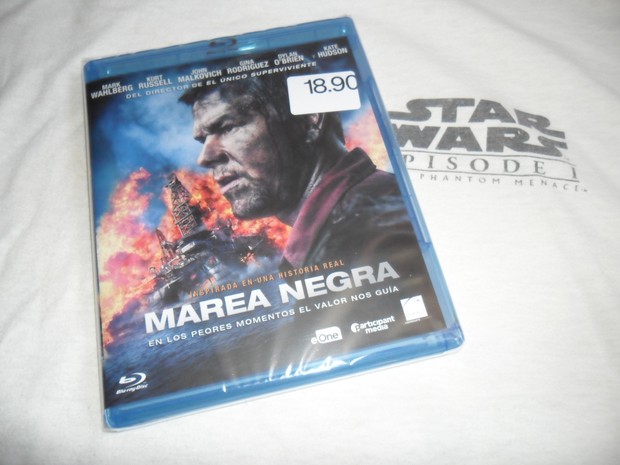 MARK WAHLBERG KURT RUSSELL JOHN MALKOVICH GINA RODRIGUEZ DYLAN O'BRIEN Y KATE HUDSON
DEL DIRECTOR DE EL ÚNICO SUPERVIVIENTE
18.90
STAR
WARS
EPISODE I
PHANTOM MENACE
INSPIRADA EN UNA HISTORIA REAL
MAREA NEGRA
EN LOS PEORES MOMENTOS EL VALOR NOS GUÍA
eOne
participant media
Blu-ray Disc